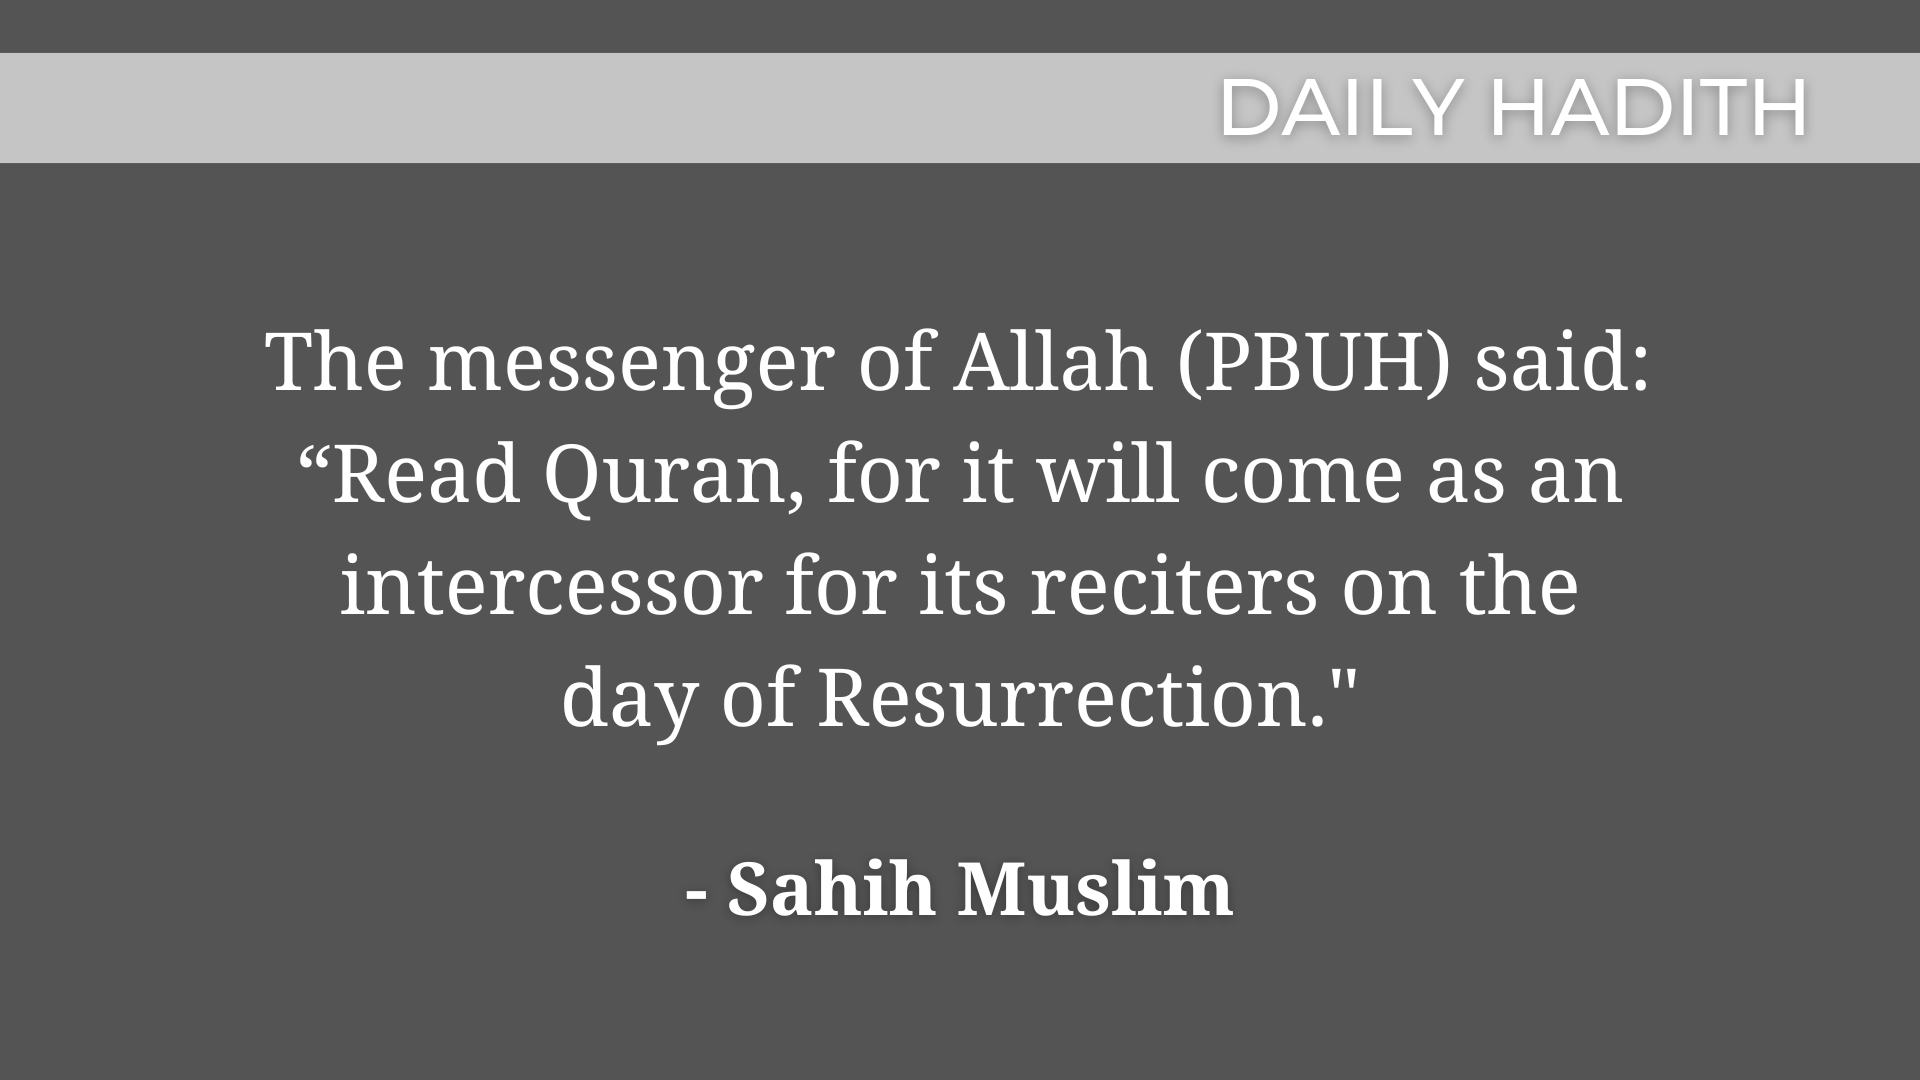 DAILY HADITH
The messenger of Allah (PBUH) said:
“Read Quran, for it will come as an
intercessor for its reciters on the
day of Resurrection."
- Sahih Muslim